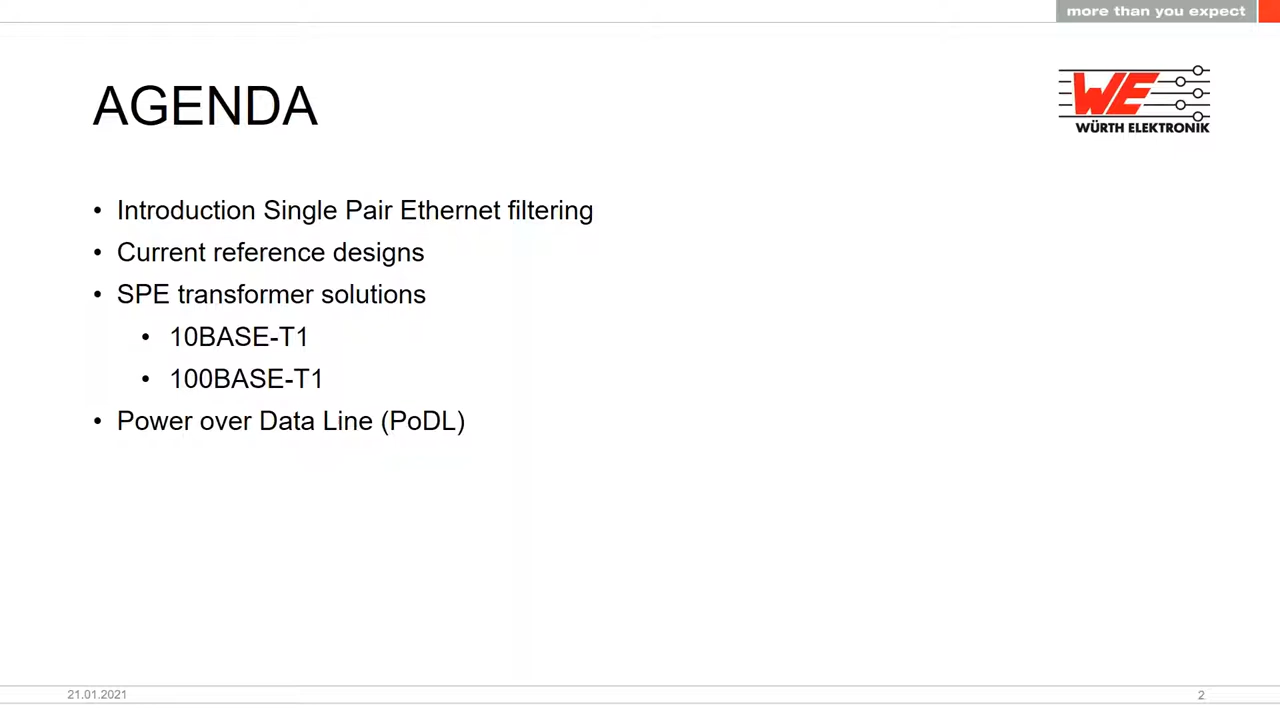 more than you expect
AGENDA
WE
WÜRTH ELEKTRONIK
• Introduction Single Pair Ethernet filtering
• Current reference designs
• SPE transformer solutions
• 10BASE-T1
• 100BASE-T1
• Power over Data Line (PoDL)
21.01.2021
2